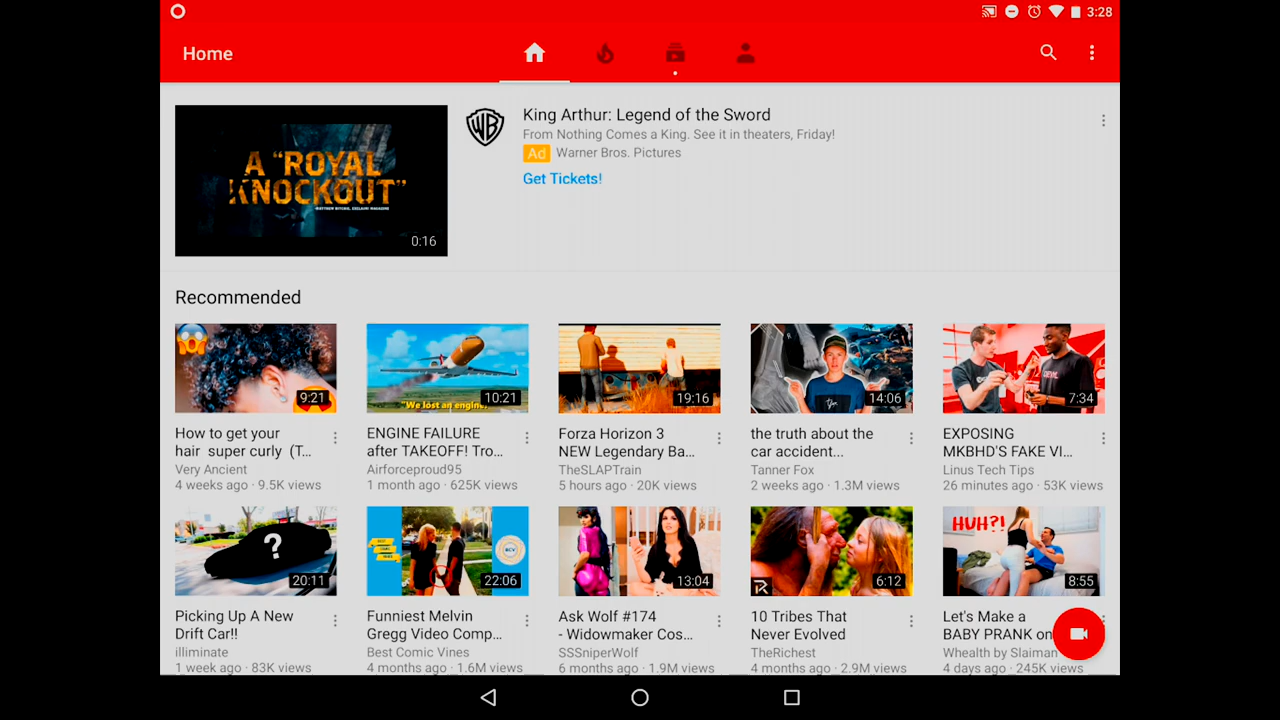 3:28
Home
A "ROYAL
KNOCKOUT"
0:16
WB
King Arthur: Legend of the Sword
From Nothing Comes a King. See it in theaters, Friday!
Ad Warner Bros. Pictures
Get Tickets!
Recommended
9:21
How to get your
hair super curly (T...
Very Ancient
4 weeks ago · 9.5K views
"We lost an engine."
10:21
ENGINE FAILURE
after TAKEOFF! Tro...
Airforceproud95
1 month ago · 625K views
19:16
Forza Horizon 3
NEW Legendary Ba...
TheSLAPTrain
5 hours ago · 20K views
14:06
the truth about the
car accident...
Tanner Fox
2 weeks ago · 1.3M views
7:34
EXPOSING
MKBHD'S FAKE VI...
Linus Tech Tips
26 minutes ago · 53K views
?
20:11
Picking Up A New
Drift Car!!
illiminate
1 week ago · 83K views
22:06
Funniest Melvin
Gregg Video Comp...
Best Comic Vines
4 months ago · 1.6M views
13:04
Ask Wolf #174
- Widowmaker Cos...
SSSniperWolf
6 months ago · 1.9M views
6:12
10 Tribes That
Never Evolved
TheRichest
4 months ago · 2.9M views
HUH?!
8:55
Let's Make a
BABY PRANK on
Whealth by Slaiman
4 days ago · 245K views